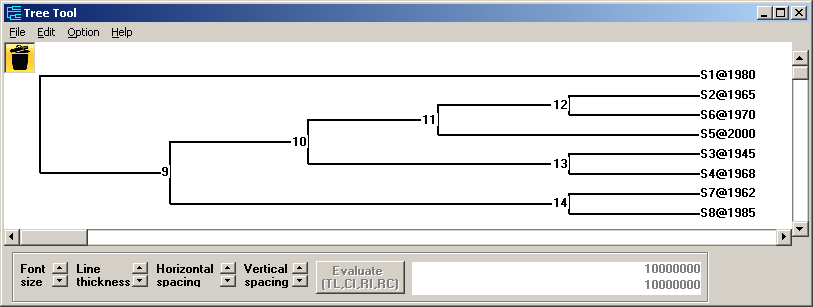 Tree Tool
File Edit Option Help
S1@1980
S2@1965
12
S6@1970
11
S5@2000
10
S3@1945
13
S4@1968
9
S7@1962
14
S8@1985
Font size
Line thickness
Horizontal spacing
Vertical spacing
Evaluate
(TL,CI,RI,RC)
10000000
10000000